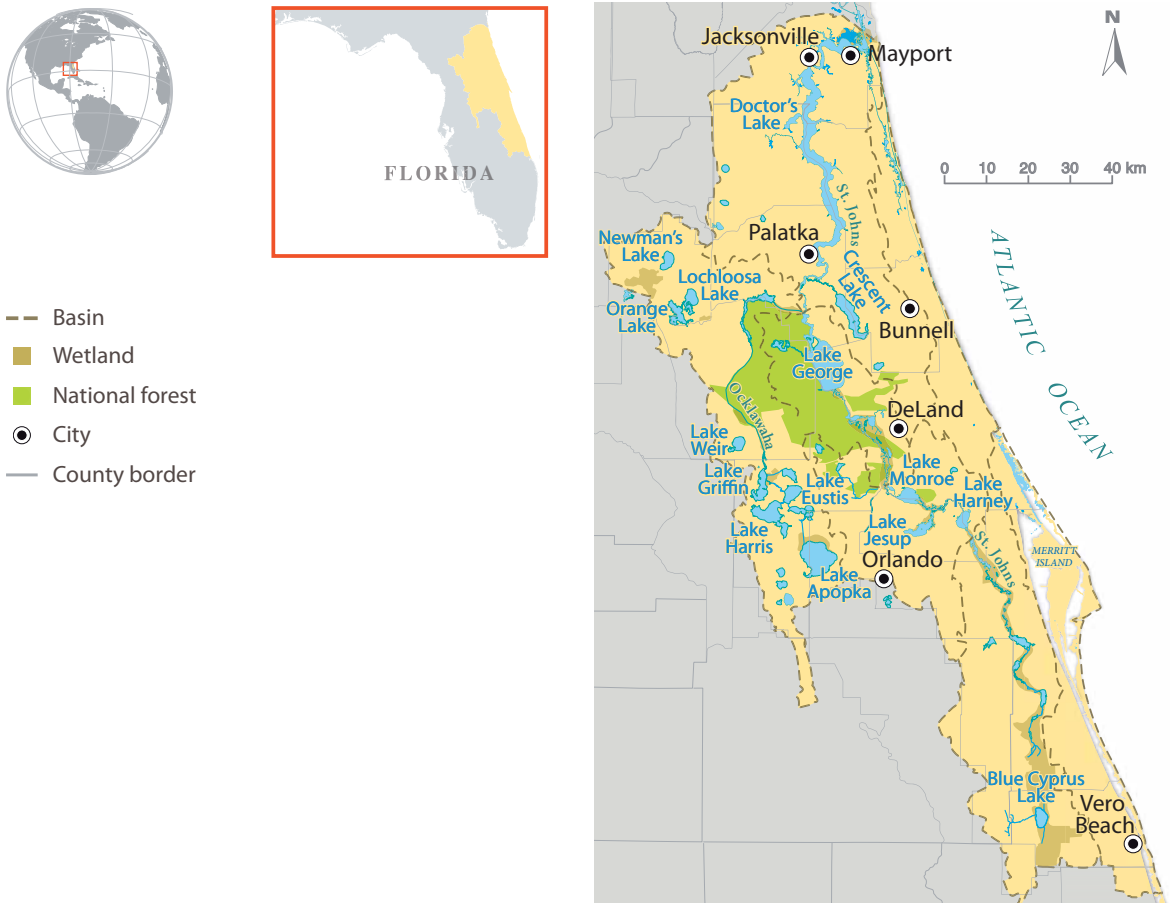 FLORIDA
Basin
Wetland
National forest
City
County border
N
0 10 20 30 40 km
Jacksonville
Mayport
Doctor's
Lake
St. Johns
Palatka
Newman's
Lake
Lochloosa
Lake
Crescent
Lake
Orange
Lake
Bunnell
Lake
George
ATLANTIC
OCEAN
Ocklawaha
DeLand
Lake
Weir
Lake
Griffin
Lake
Eustis
Lake
Monroe
Lake
Harney
Lake
Harris
Lake
Jesup
Orlando
Lake
Apopka
St. Johns
MERRITT
ISLAND
Blue Cyprus
Lake
Vero
Beach